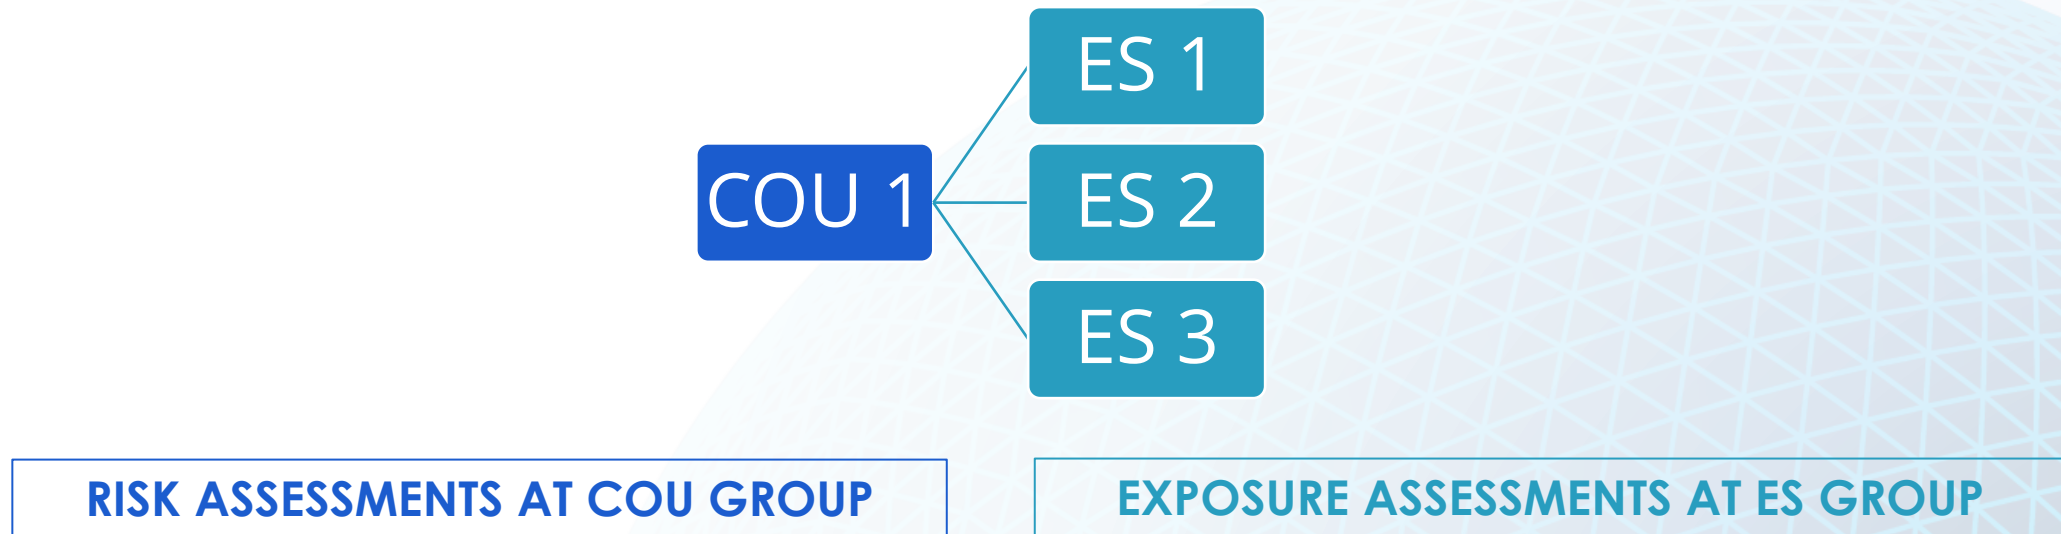 ES 1
COU 1
ES 2
ES 3
RISK ASSESSMENTS AT COU GROUP
EXPOSURE ASSESSMENTS AT ES GROUP